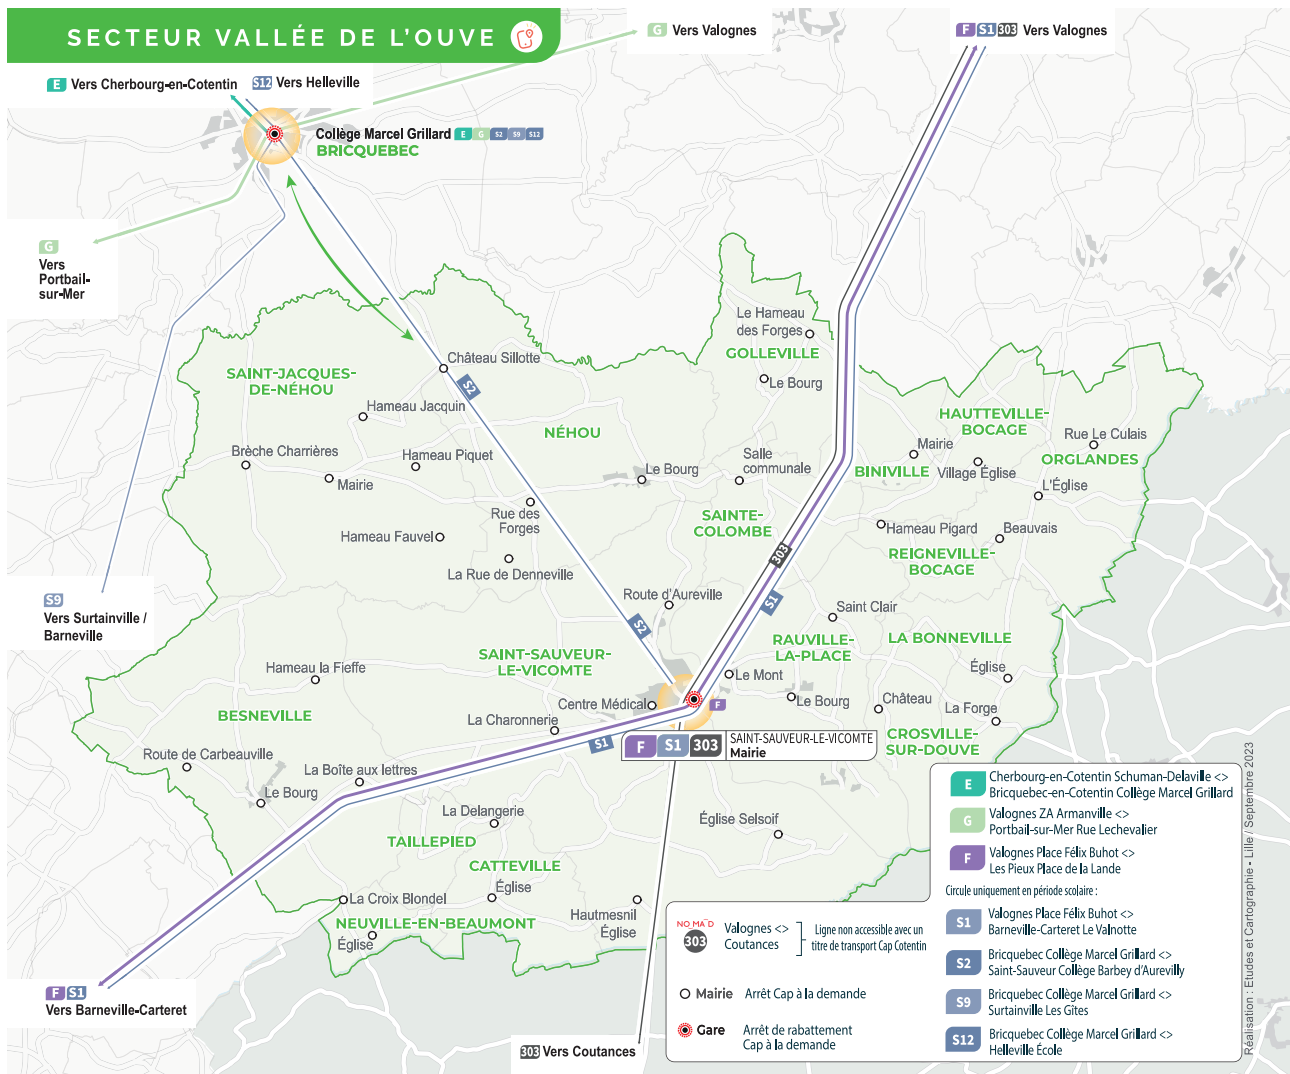 SECTEUR VALLÉE DE L'OUVE
G Vers Valognes
F S1 303 Vers Valognes
E Vers Cherbourg-en-Cotentin
S12 Vers Helleville
Collège Marcel Grillard E G S2 S9 S12
BRICQUEBEC
G
Vers
Portbail-
sur-Mer
Le Hameau
des Forges
GOLLEVILLE
Le Bourg
Château Sillotte
S2
SAINT-JACQUES-
DE-NÉHOU
Hameau Jacquin
NÉHOU
HAUTTEVILLE-
BOCAGE
Rue Le Culais
ORGLANDES
Mairie
BINIVILLE
Village Église
L'Église
Brèche Charrières
Hameau Piquet
Mairie
Le Bourg
Salle
communale
Rue des
Forges
SAINTE-
COLOMBE
Hameau Pigard
Beauvais
Hameau Fauvel
303
REIGNEVILLE-
BOCAGE
La Rue de Denneville
S9
Vers Surtainville /
Barneville
Route d'Aureville
S1
S2
Saint Clair
RAUVILLE-
LA-PLACE
LA BONNEVILLE
SAINT-SAUVEUR-
LE-VICOMTE
Hameau la Fieffe
Église
Le Mont
Centre Médical
Le Bourg
Château
La Forge
F
BESNEVILLE
La Charonnerie
CROSVILLE-
SUR-DOUVE
S1
F S1 303 SAINT-SAUVEUR-LE-VICOMTE
Mairie
Route de Carbeauville
La Boîte aux lettres
Le Bourg
La Delangerie
Église Selsoif
TAILLEPIED
CATTEVILLE
Église
La Croix Blondel
NEUVILLE-EN-BEAUMONT
Église
Hautmesnil
Église
F S1
Vers Barneville-Carteret
303 Vers Coutances
E Cherbourg-en-Cotentin Schuman-Delaville <>
Bricquebec-en-Cotentin Collège Marcel Grillard
G Valognes ZA Armanville <>
Portbail-sur-Mer Rue Lechevalier
F Valognes Place Félix Buhot <>
Les Pieux Place de la Lande
Circule uniquement en période scolaire :
S1 Valognes Place Félix Buhot <>
Barneville-Carteret Le Valnotte
S2 Bricquebec Collège Marcel Grillard <>
Saint-Sauveur Collège Barbey d'Aurevilly
S9 Bricquebec Collège Marcel Grillard <>
Surtainville Les Gîtes
S12 Bricquebec Collège Marcel Grillard <>
Helleville École
NOMAD
303
Valognes <>
Coutances
Ligne non accessible avec un
titre de transport Cap Cotentin
Mairie Arrêt Cap à la demande
Gare Arrêt de rabattement
Cap à la demande
Réalisation : Etudes et Cartographie - Lille / Septembre 2023